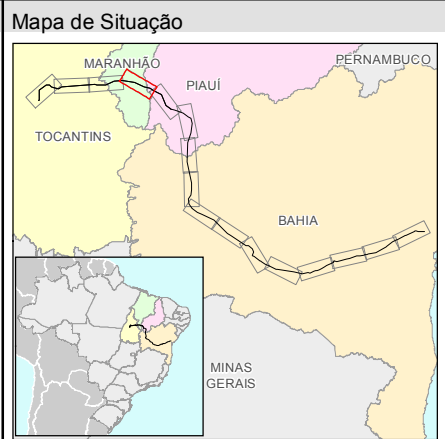 Mapa de Situação
PERNAMBUCO
MARANHÃO
PIAUÍ
TOCANTINS
BAHIA
MINAS
GERAIS